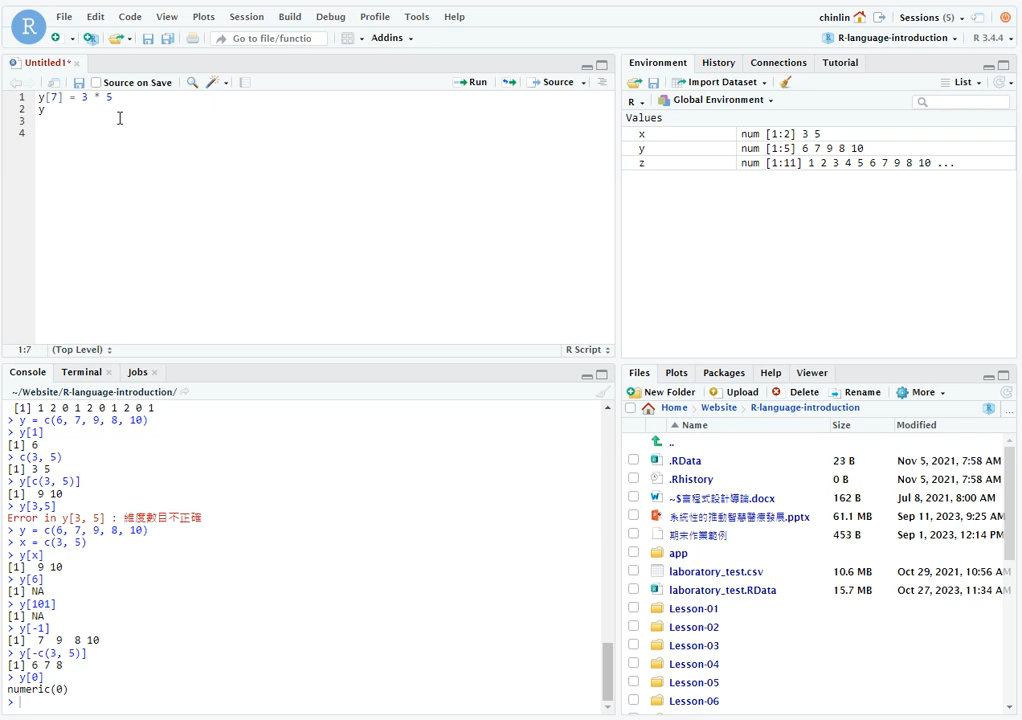 File Edit Code View Plots Session Build Debug Profile Tools Help
chinlin Sessions (5)
Go to file/functio Addins
R-language-introduction R 3.4.4
Untitled1*
Source on Save Run Source
1 y[7] = 3 * 5
2 y
3
4
1:7 (Top Level) R Script
Console Terminal Jobs
~/Website/R-language-introduction/
[1] 1 2 0 1 2 0 1 2 0 1
> y = c(6, 7, 9, 8, 10)
> y[1]
[1] 6
> c(3, 5)
[1] 3 5
> y[c(3, 5)]
[1]  9 10
> y[3,5]
Error in y[3, 5] : 維度數目不正確
> y = c(6, 7, 9, 8, 10)
> x = c(3, 5)
> y[x]
[1]  9 10
> y[6]
[1] NA
> y[101]
[1] NA
> y[-1]
[1]  7  9  8 10
> y[-c(3, 5)]
[1] 6 7 8
> y[0]
numeric(0)
>
Environment History Connections Tutorial
Import Dataset List
R Global Environment
Values
x num [1:2] 3 5
y num [1:5] 6 7 9 8 10
z num [1:11] 1 2 3 4 5 6 7 8 9 10 ...
Files Plots Packages Help Viewer
New Folder Upload Delete Rename More
Home Website R-language-introduction ...
Name Size Modified
..
.RData 23 B Nov 5, 2021, 7:58 AM
.Rhistory 0 B Nov 5, 2021, 7:58 AM
~$言程式設計導論.docx 162 B Jul 8, 2021, 8:00 AM
系統性的推動智慧醫療發展.pptx 61.1 MB Sep 11, 2023, 9:25 AM
期末作業範例 453 B Sep 1, 2023, 12:14 PM
app
laboratory_test.csv 10.6 MB Oct 29, 2021, 10:56 AM
laboratory_test.RData 15.7 MB Oct 27, 2023, 11:34 AM
Lesson-01
Lesson-02
Lesson-03
Lesson-04
Lesson-05
Lesson-06